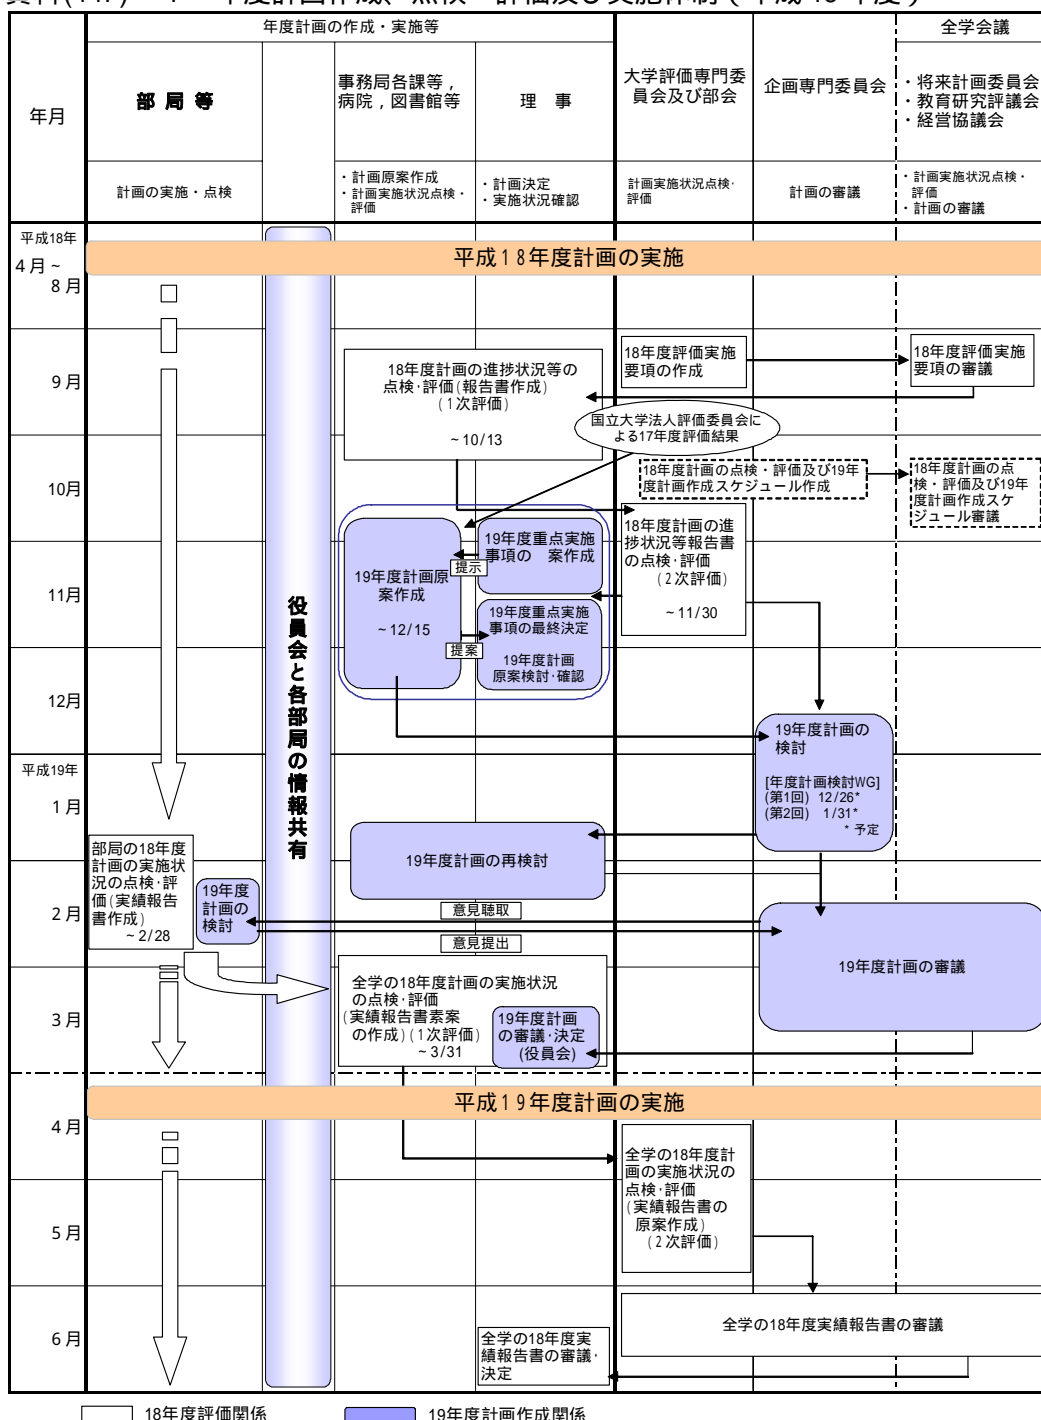 年度計画の作成・実施等
全学会議
年月
部 局 等
事務局各課等，
病院，図書館等
理　事
大学評価専門委
員会及び部会
企画専門委員会
・将来計画委員会
・教育研究評議会
・経営協議会
計画の実施・点検
・計画原案作成
・計画実施状況点検・
評価
・計画決定
・実施状況確認
計画実施状況点検・
評価
計画の審議
・計画実施状況点検・
評価
・計画の審議
平成18年
4月～
8月
平成18年度計画の実施
9月
18年度計画の進捗状況等の
点検・評価(報告書作成)
(1次評価)
～10/13
18年度評価実施
要項の作成
18年度評価実施
要項の審議
国立大学法人評価委員会に
よる17年度評価結果
10月
18年度計画の点検・評価及び19年
度計画作成スケジュール作成
18年度計画の点
検・評価及び19年
度計画作成スケ
ジュール審議
18年度計画の進
捗状況等報告書
の点検・評価
(2次評価)
～11/30
19年度計画原
案作成
～12/15
19年度重点実施
事項の　案作成
提示
11月
19年度重点実施
事項の最終決定
提案
19年度計画
原案検討・確認
役員会と各部局の情報共有
12月
19年度計画の
検討
[年度計画検討WG]
(第1回) 12/26*
(第2回) 1/31*
* 予定
平成19年
1月
19年度計画の再検討
部局の18年度
計画の実施状
況の点検・評
価(実績報告
書作成)
～2/28
19年度
計画の
検討
2月
意見聴取
意見提出
19年度計画の審議
3月
全学の18年度計画の実施状況
の点検・評価
(実績報告書素案
の作成)(1次評価)
～3/31
19年度計画
の審議・決定
(役員会)
平成19年度計画の実施
4月
全学の18年度計
画の実施状況の
点検・評価
(実績報告書の
原案作成)
(2次評価)
5月
6月
全学の18年度実績報告書の審議
全学の18年度実
績報告書の審議・
決定
18年度評価関係
19年度計画作成関係